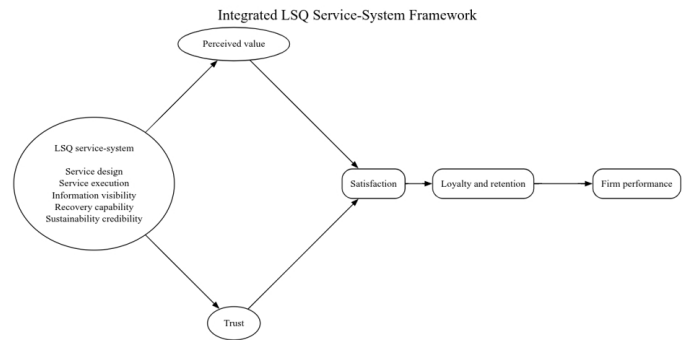 Integrated LSQ Service-System Framework
Perceived value
LSQ service-system
Service design
Service execution
Information visibility
Recovery capability
Sustainability credibility
Satisfaction
Loyalty and retention
Firm performance
Trust